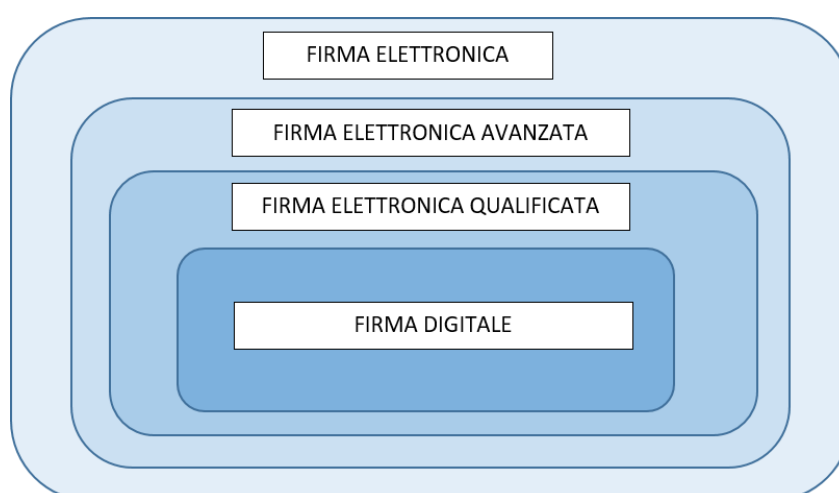 FIRMA ELETTRONICA
FIRMA ELETTRONICA AVANZATA
FIRMA ELETTRONICA QUALIFICATA
FIRMA DIGITALE